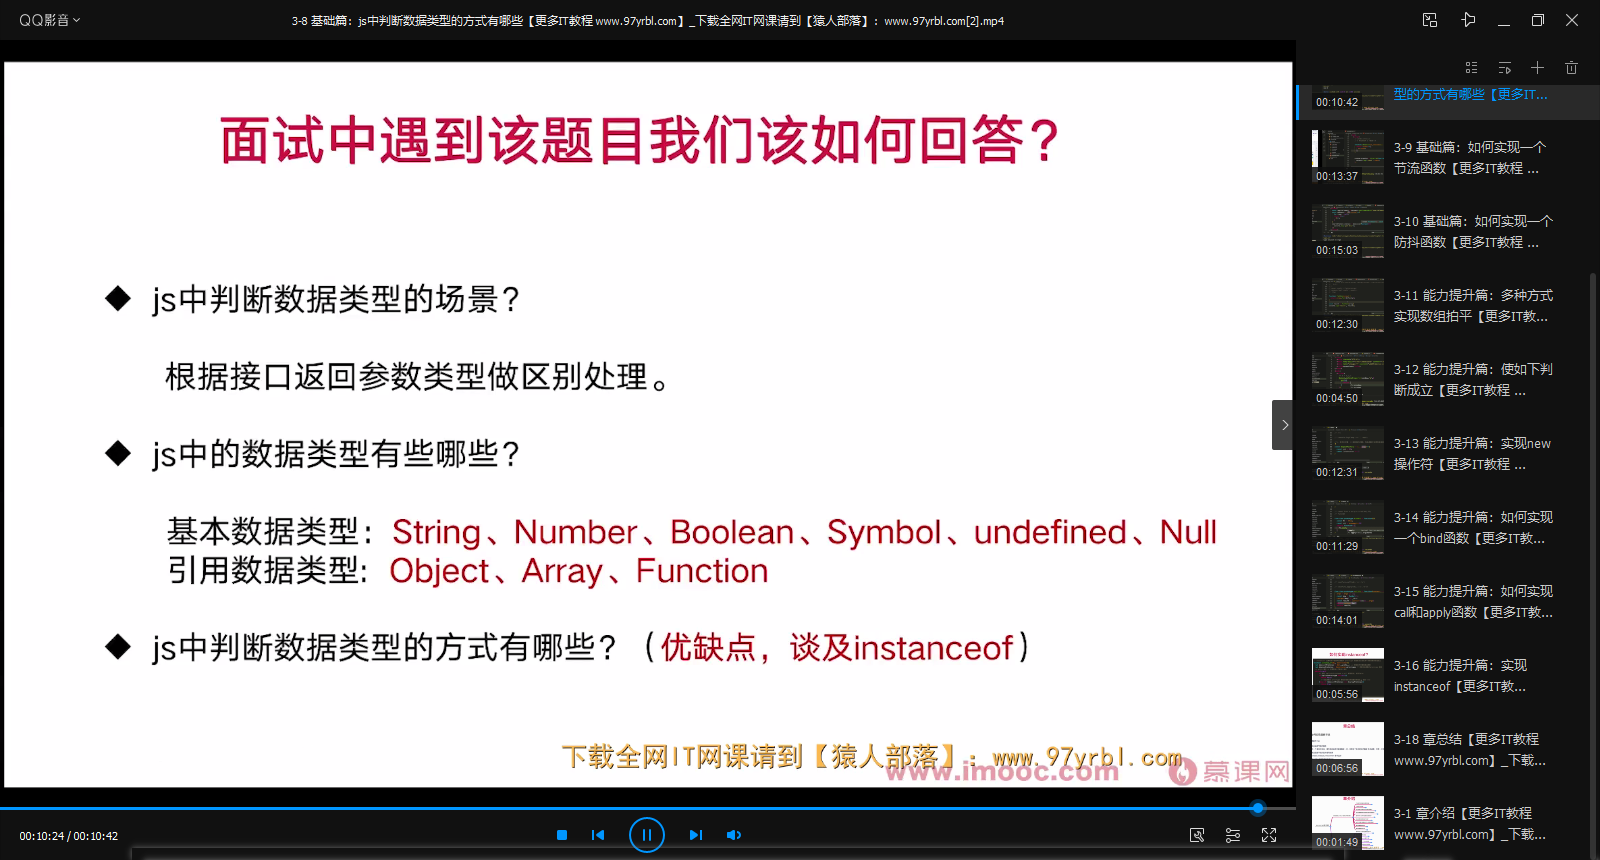 QQ影音
3-8 基础篇：js中判断数据类型的方式有哪些【更多IT教程 www.97yrbl.com】_下载全网IT网课请到【猿人部落】：www.97yrbl.com[2].mp4
面试中遇到该题目我们该如何回答？
js中判断数据类型的场景？
根据接口返回参数类型做区别处理。
js中的数据类型有些哪些？
基本数据类型：String、Number、Boolean、Symbol、undefined、Null
引用数据类型：Object、Array、Function
js中判断数据类型的方式有哪些？（优缺点，谈及instanceof）
下载全网IT网课请到【猿人部落】：www.97yrbl.com
www.imooc.com
慕课网
00:10:24 / 00:10:42
00:10:42
型的方式有哪些【更多IT...
00:13:37
3-9 基础篇：如何实现一个
节流函数【更多IT教程 ...
00:15:03
3-10 基础篇：如何实现一个
防抖函数【更多IT教程 ...
00:12:30
3-11 能力提升篇：多种方式
实现数组拍平【更多IT教...
00:04:50
3-12 能力提升篇：使如下判
断成立【更多IT教程 ...
00:12:31
3-13 能力提升篇：实现new
操作符【更多IT教程 ...
00:11:29
3-14 能力提升篇：如何实现
一个bind函数【更多IT教...
00:14:01
3-15 能力提升篇：如何实现
call和apply函数【更多IT教...
00:05:56
3-16 能力提升篇：实现
instanceof【更多IT教...
00:06:56
3-18 章总结【更多IT教程
www.97yrbl.com】_下载...
00:01:49
3-1 章介绍【更多IT教程
www.97yrbl.com】_下载...